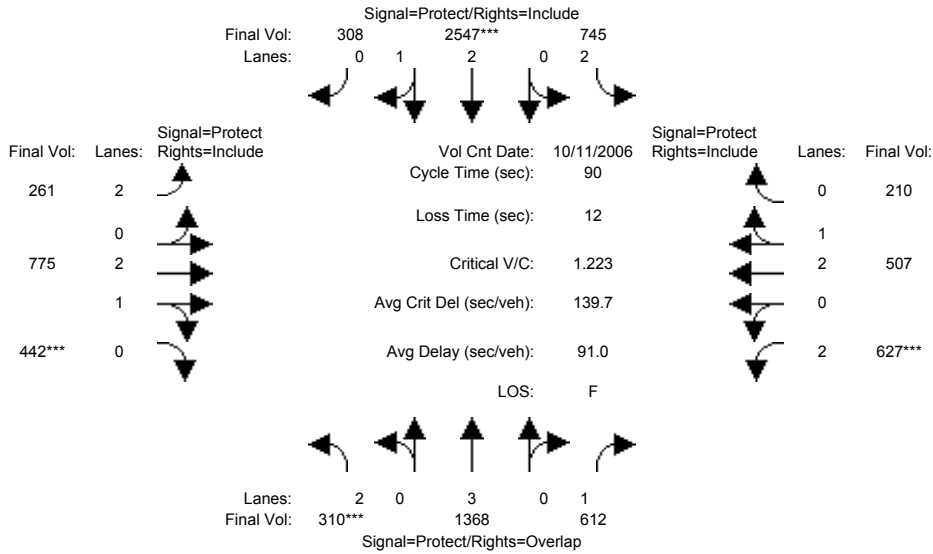 Signal=Protect/Rights=Include
Final Vol: 308 2547*** 745
Lanes: 0 1 2 0 2
Signal=Protect
Final Vol: Lanes: Rights=Include
Vol Cnt Date: 10/11/2006
Signal=Protect
Rights=Include Lanes: Final Vol:
Cycle Time (sec): 90
261 2 0 210
Loss Time (sec): 12
0 1
775 2 Critical V/C: 1.223 2 507
1 Avg Crit Del (sec/veh): 139.7 0
442*** 0 Avg Delay (sec/veh): 91.0 2 627***
LOS: F
Lanes: 2 0 3 0 1
Final Vol: 310*** 1368 612
Signal=Protect/Rights=Overlap